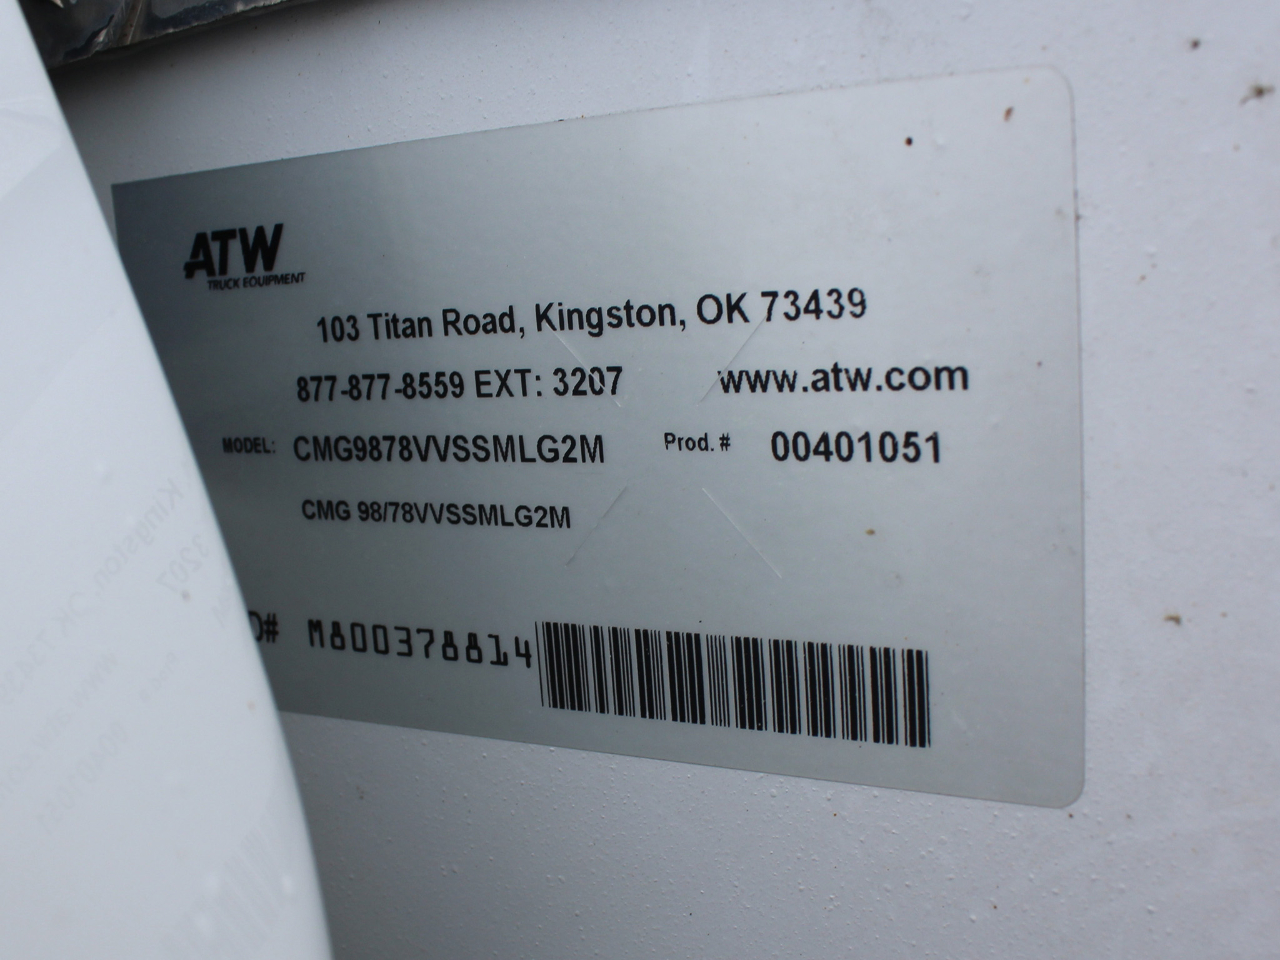 ATW
TRUCK EQUIPMENT
103 Titan Road, Kingston, OK 73439
877-877-8559 EXT: 3207 www.atw.com
MODEL: CMG9878VVSSMLG2M Prod. # 00401051
CMG 98/78VVSSMLG2M
D# M800378814